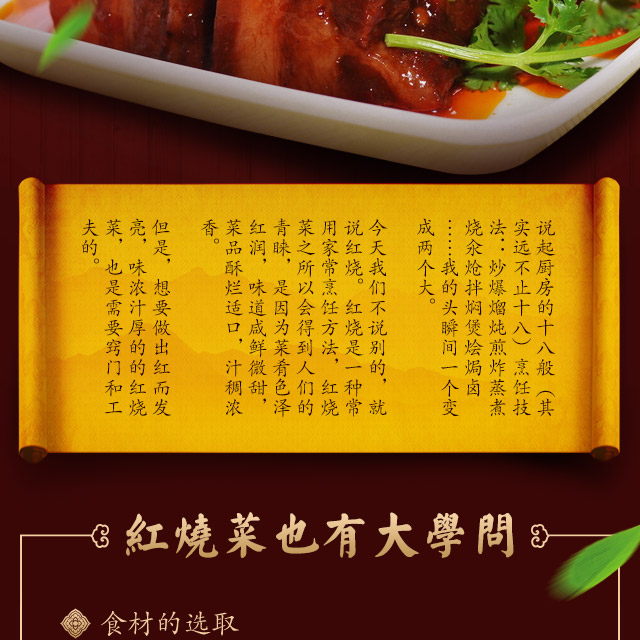 说起厨房的十八般（其
实远不止十八）烹饪技
法：炒爆熘炖煎炸蒸煮
烧汆炝拌焖煲烩焗卤
……我的头瞬间一个变
成两个大。
今天我们不说别的，就
说红烧。红烧是一种常
用家常烹饪方法，红烧
菜之所以会得到人们的
青睐，是因为菜肴色泽
红润，味道咸鲜微甜，
菜品酥烂适口，汁稠浓
香。
但是，想要做出红而发
亮，味浓汁厚的的红烧
菜，也是需要窍门和工
夫的。
紅燒菜也有大學問
食材的选取